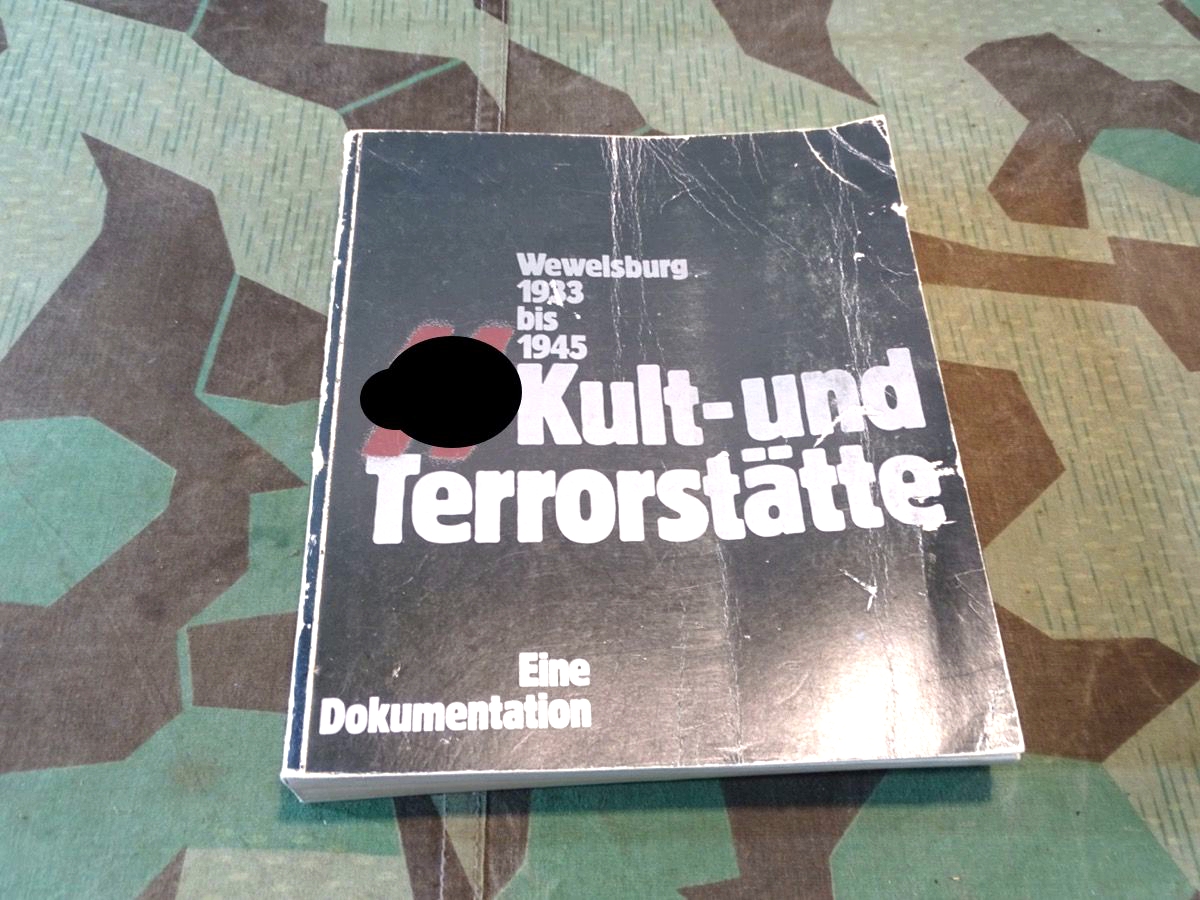 Wewelsburg
1933
bis
1945
Kult-und
Terrorstätte
Eine
Dokumentation